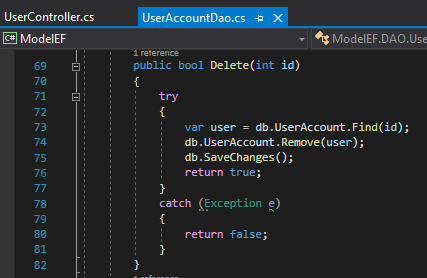 UserController.cs UserAccountDao.cs
C# ModelEF ModelEF.DAO.Use
1 reference
69 public bool Delete(int id)
70 {
71 try
72 {
73 var user = db.UserAccount.Find(id);
74 db.UserAccount.Remove(user);
75 db.SaveChanges();
76 return true;
77 }
78 catch (Exception e)
79 {
80 return false;
81 }
82 }
1 reference